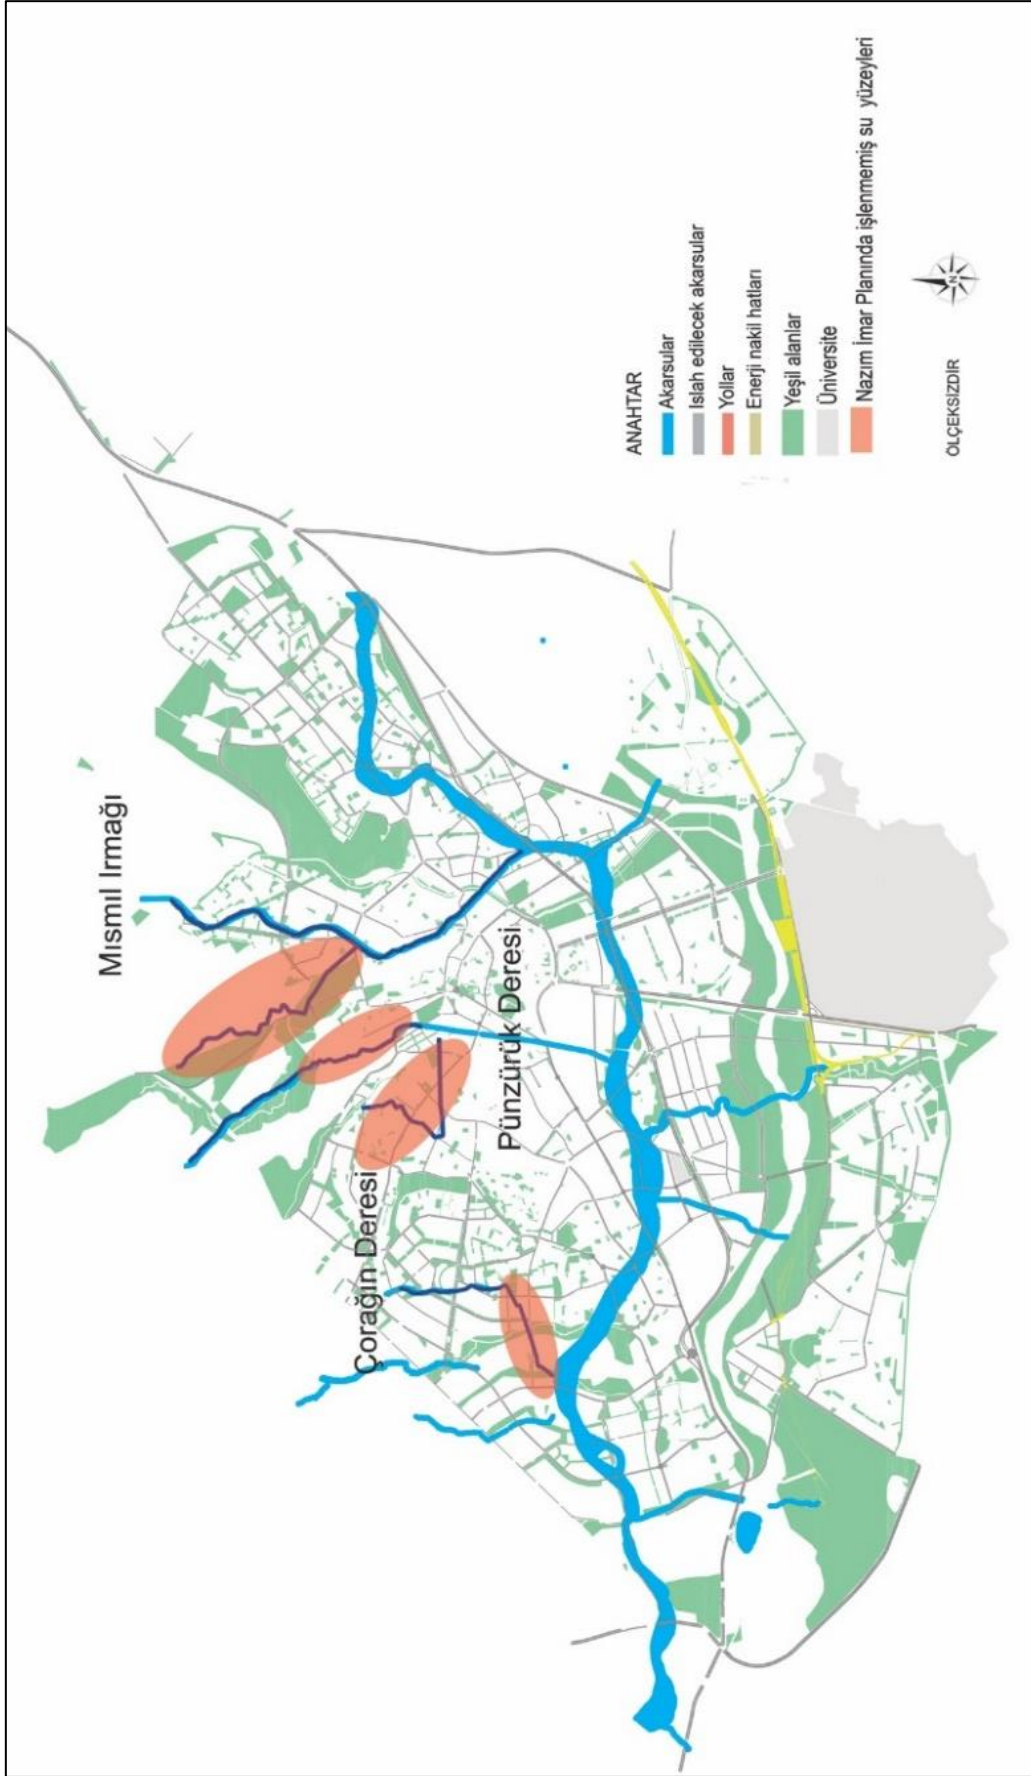 Mısmıl Irmağı
Pünzürük Deresi
Çorağın Deresi
ANAHTAR
Akarsular
Islah edilecek akarsular
Yollar
Enerji nakil hatları
Yeşil alanlar
Üniversite
Nazım İmar Planında işlenmemiş su yüzeyleri
N
ÖLÇEKSİZDİR